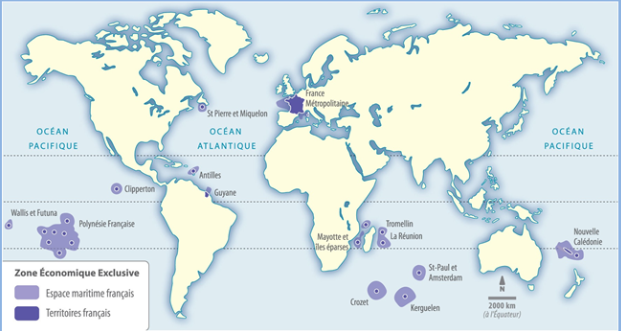 France
Métropolitaine
St Pierre et Miquelon
OCÉAN
PACIFIQUE
OCÉAN
ATLANTIQUE
OCÉAN
PACIFIQUE
Antilles
Clipperton
Guyane
Wallis et Futuna
Polynésie Française
Tromellin
Mayotte et
îles éparses
La Réunion
Nouvelle
Calédonie
St-Paul et
Amsterdam
Crozet
Kerguelen
N
2000 km
(à l'Équateur)
Zone Économique Exclusive
Espace maritime français
Territoires français